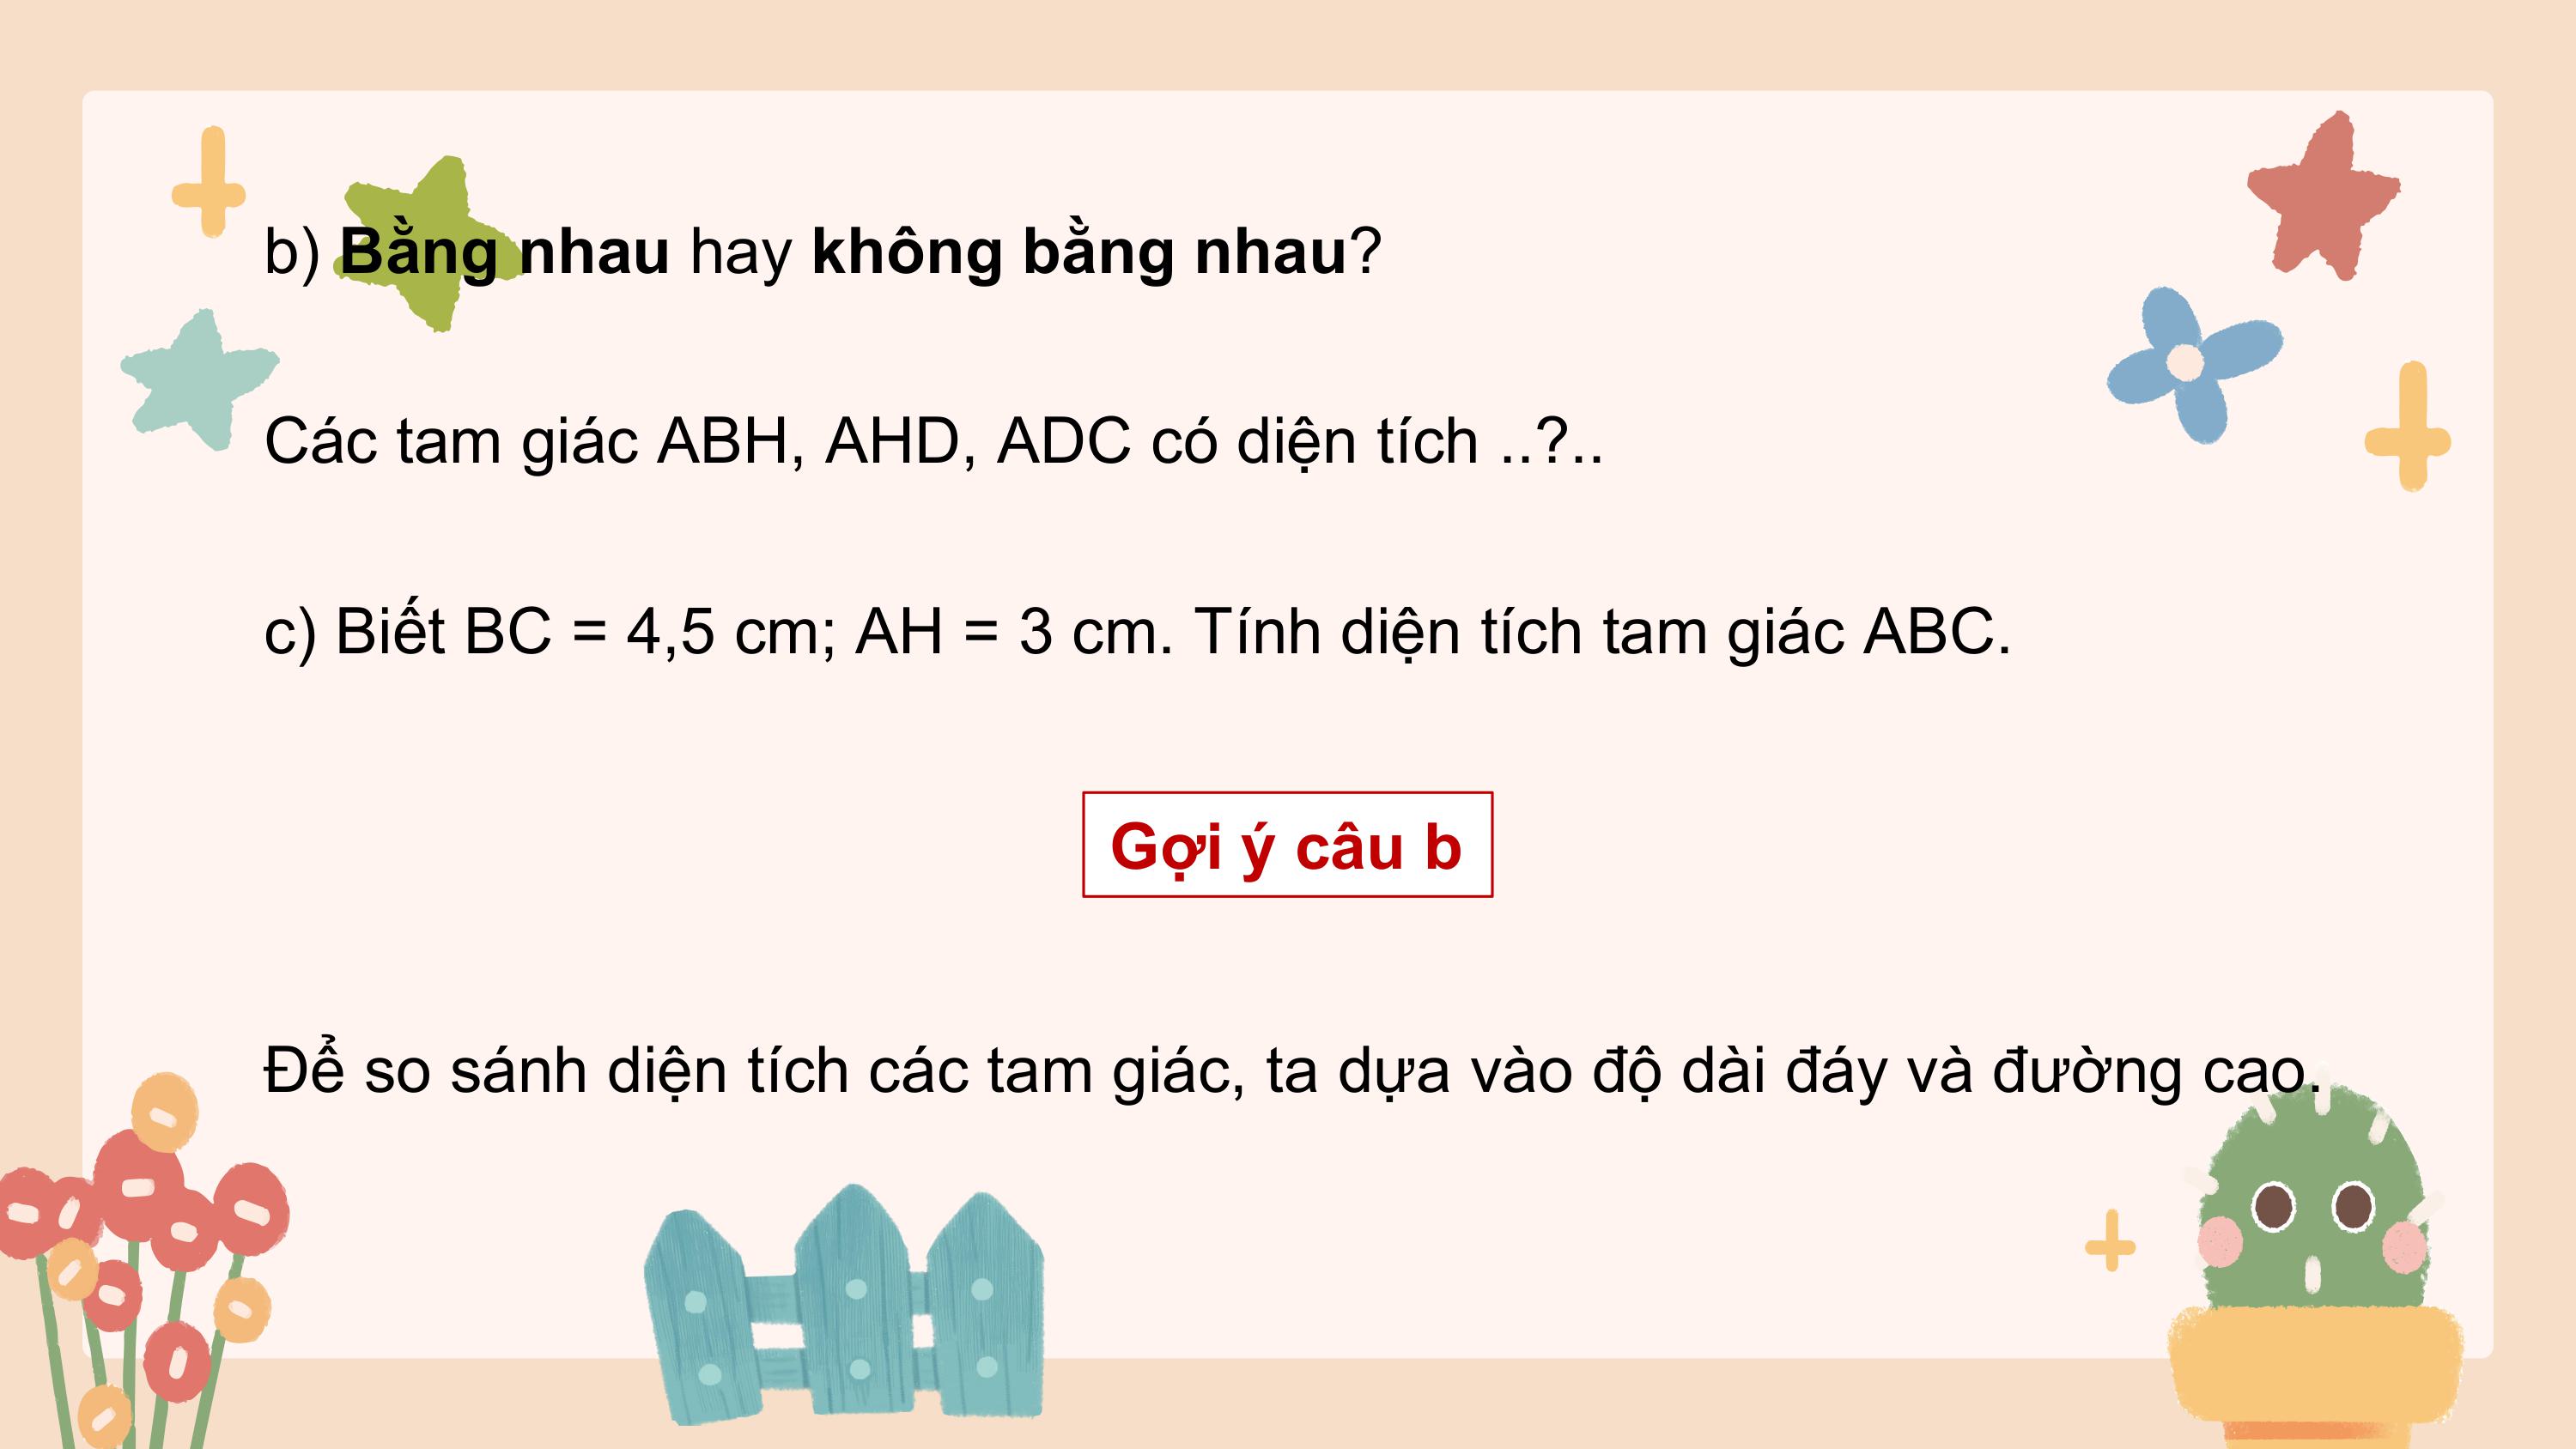 b) Bằng nhau hay không bằng nhau?
Các tam giác ABH, AHD, ADC có diện tích ..?..
c) Biết BC = 4,5 cm; AH = 3 cm. Tính diện tích tam giác ABC.
Gợi ý câu b
Để so sánh diện tích các tam giác, ta dựa vào độ dài đáy và đường cao.